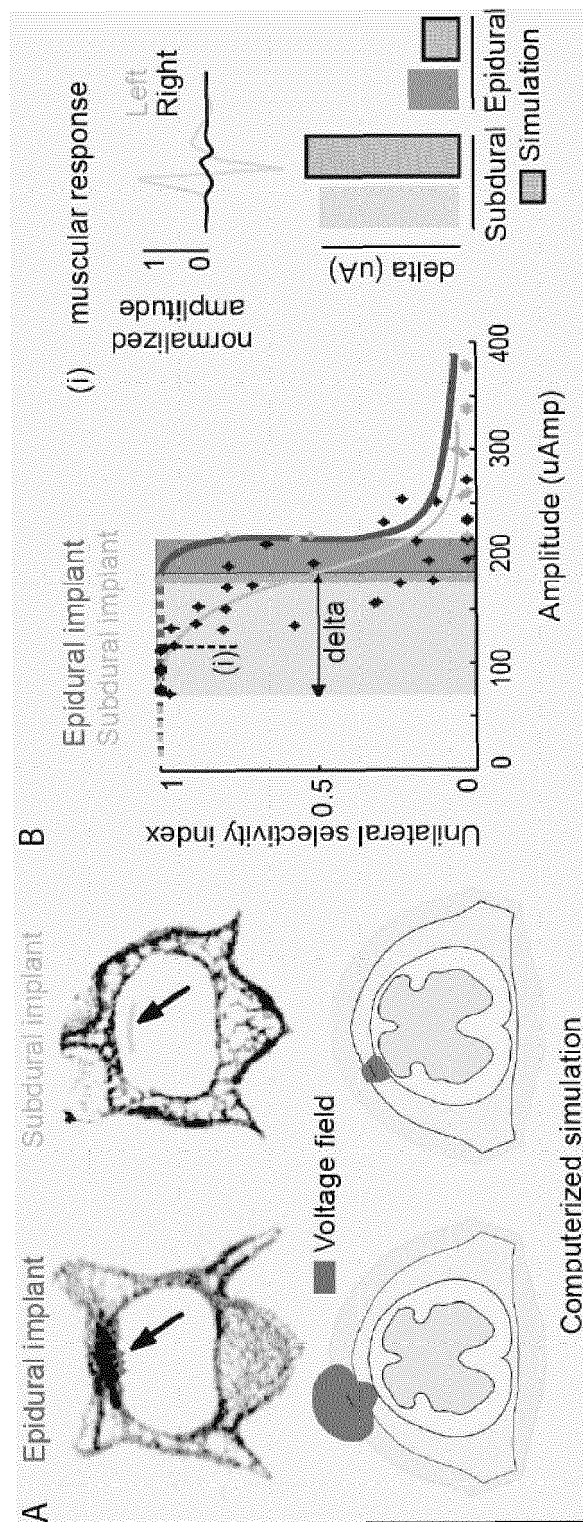 A
Epidural implant
Subdural implant
Voltage field
Computerized simulation
B
Epidural implant
Subdural implant
Unilateral selectivity index
1
0.5
0
(i)
delta
0
100
200
300
400
Amplitude (uAmp)
(i)
muscular response
normalized
amplitude
1
0
Left
Right
delta (uA)
Subdural
Epidural
Simulation